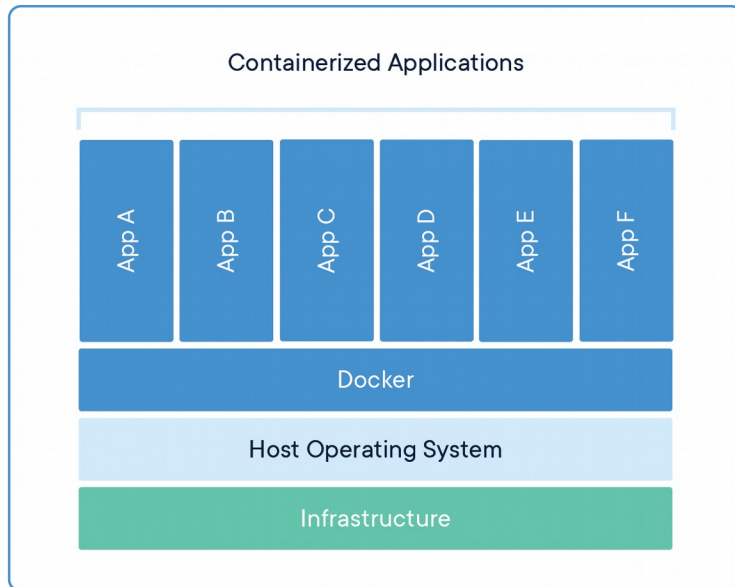 Containerized Applications
App A
App B
App C
App D
App E
App F
Docker
Host Operating System
Infrastructure